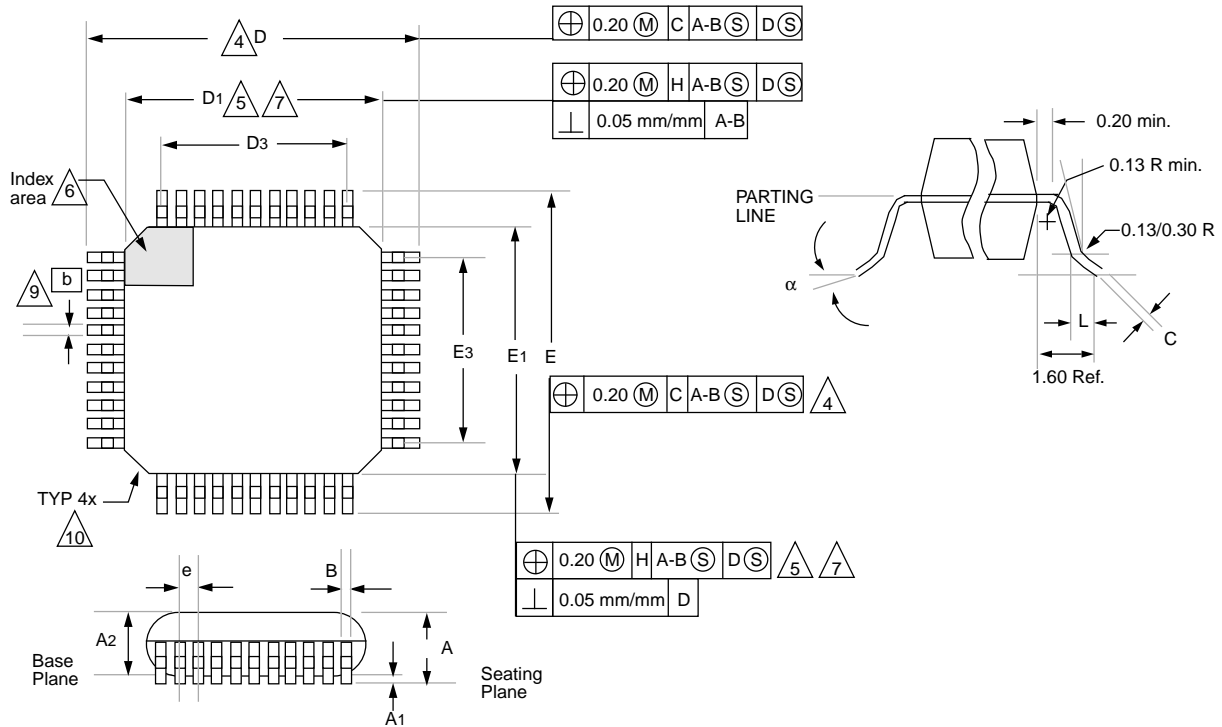 ⊕ 0.20 Ⓜ C A-B Ⓢ D Ⓢ
4 D
⊕ 0.20 Ⓜ H A-B Ⓢ D Ⓢ
⊥ 0.05 mm/mm A-B
D1 5 7
D3
0.20 min.
0.13 R min.
Index
area 6
PARTING
LINE
0.13/0.30 R
9 b
α
E3
E1
E
L
C
1.60 Ref.
⊕ 0.20 Ⓜ C A-B Ⓢ D Ⓢ 4
TYP 4x
10
⊕ 0.20 Ⓜ H A-B Ⓢ D Ⓢ 5 7
⊥ 0.05 mm/mm D
e
B
A2
A
Base
Plane
Seating
Plane
A1